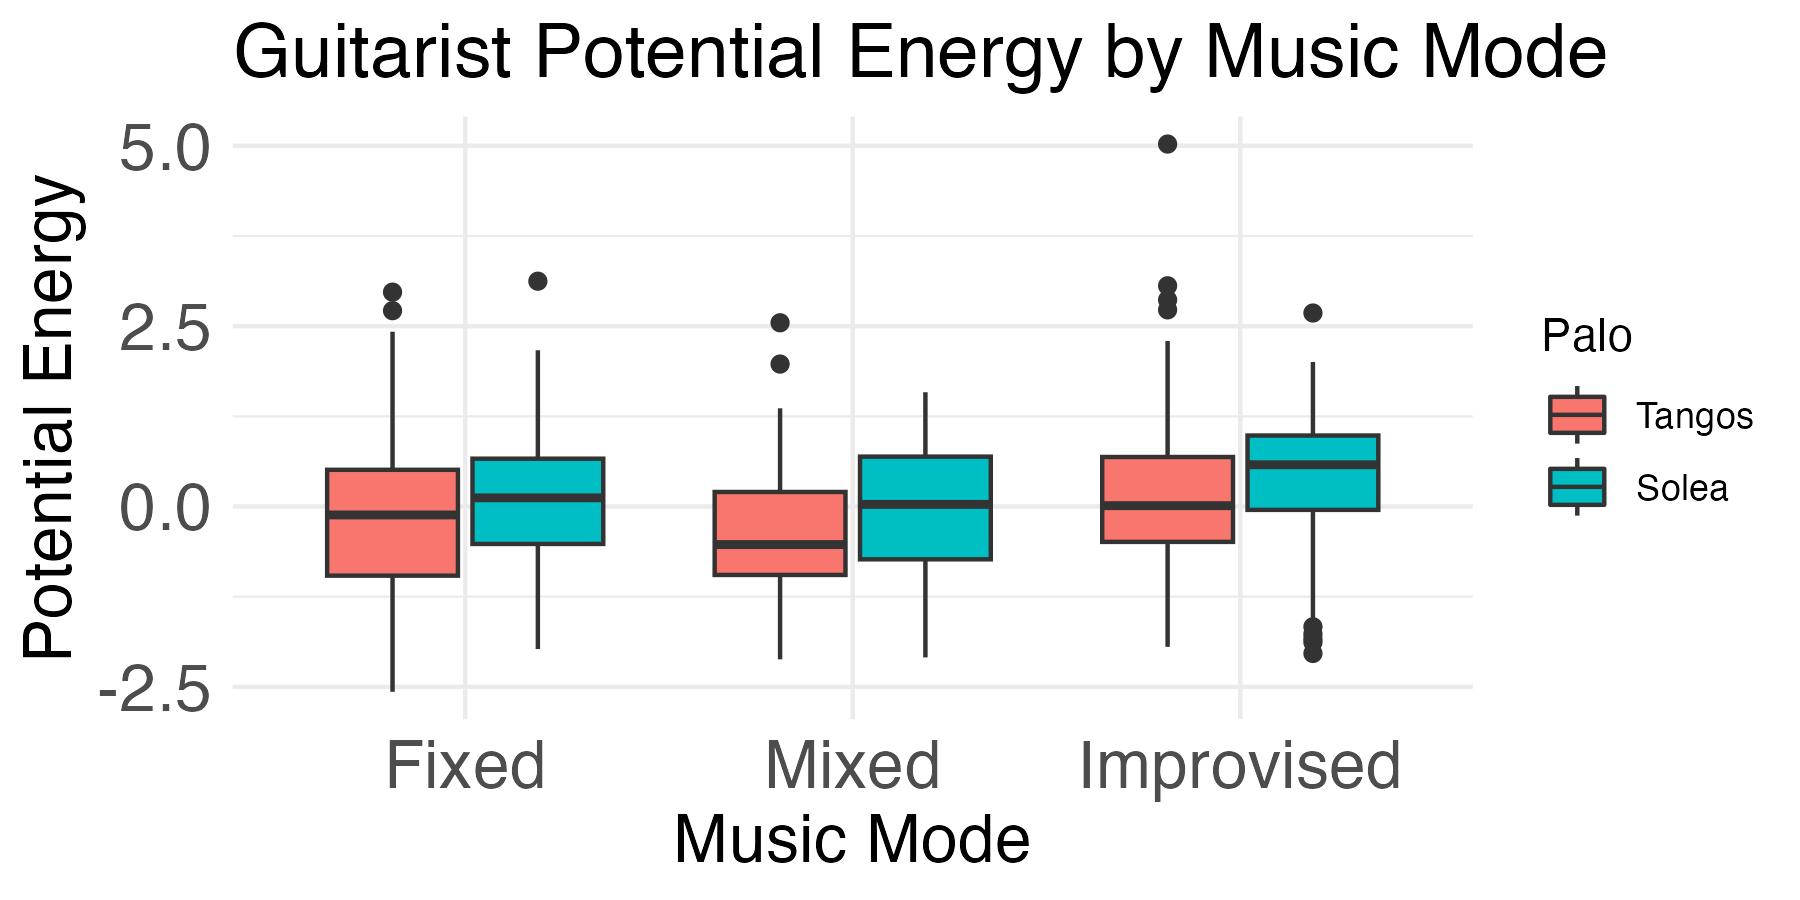 Guitarist Potential Energy by Music Mode
Potential Energy
5.0
2.5
0.0
-2.5
Fixed Mixed Improvised
Music Mode
Palo
Tangos
Solea